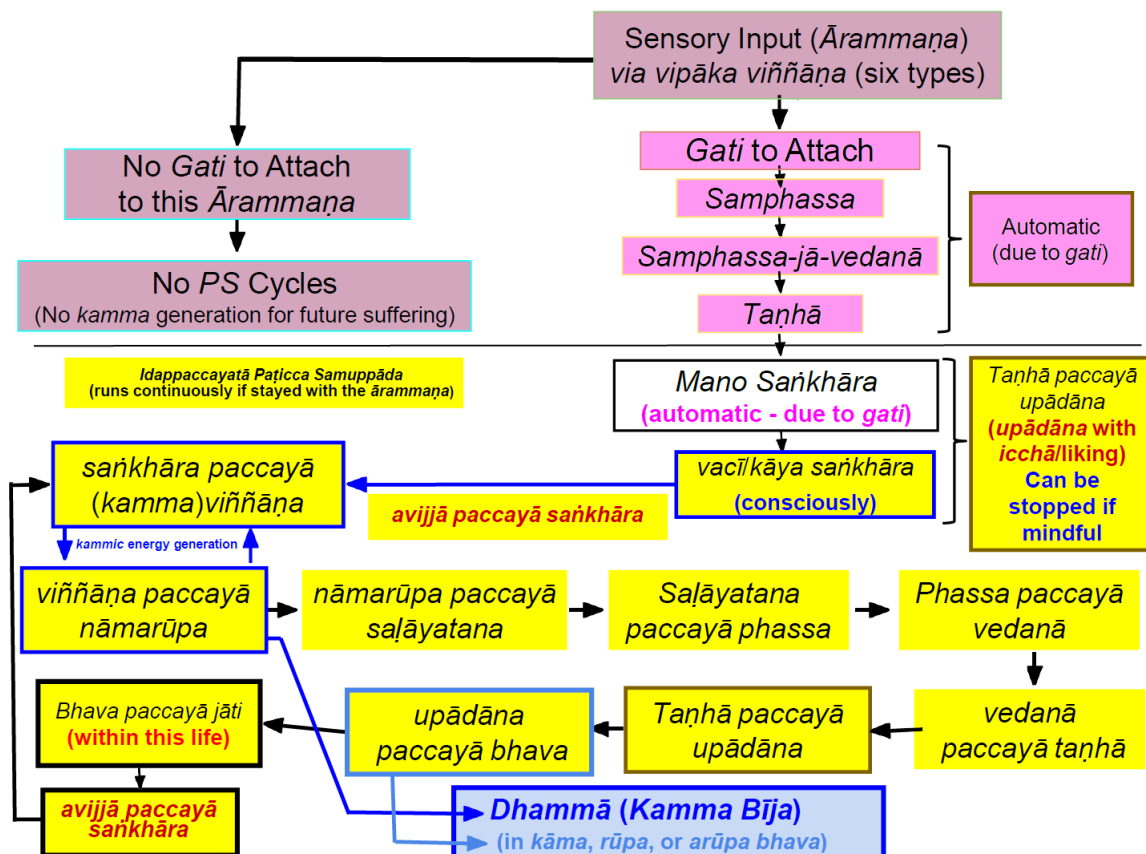 Sensory Input (Ārammaṇa)
via vipāka viññāṇa (six types)
No Gati to Attach
to this Ārammaṇa
Gati to Attach
Samphassa
Samphassa-jā-vedanā
Taṇhā
Automatic
(due to gati)
No PS Cycles
(No kamma generation for future suffering)
Idappaccayatā Paṭicca Samuppāda
(runs continuously if stayed with the ārammaṇa)
Mano Saṅkhāra
(automatic - due to gati)
vacī/kāya saṅkhāra
(consciously)
Taṇhā paccayā
upādāna
(upādāna with
icchā/liking)
Can be
stopped if
mindful
saṅkhāra paccayā
(kamma)viññāṇa
avijjā paccayā saṅkhāra
kammic energy generation
viññāṇa paccayā
nāmarūpa
nāmarūpa paccayā
saḷāyatana
Saḷāyatana
paccayā phassa
Phassa paccayā
vedanā
Bhava paccayā jāti
(within this life)
upādāna
paccayā bhava
Taṇhā paccayā
upādāna
vedanā
paccayā taṇhā
avijjā paccayā
saṅkhāra
Dhammā (Kamma Bīja)
(in kāma, rūpa, or arūpa bhava)